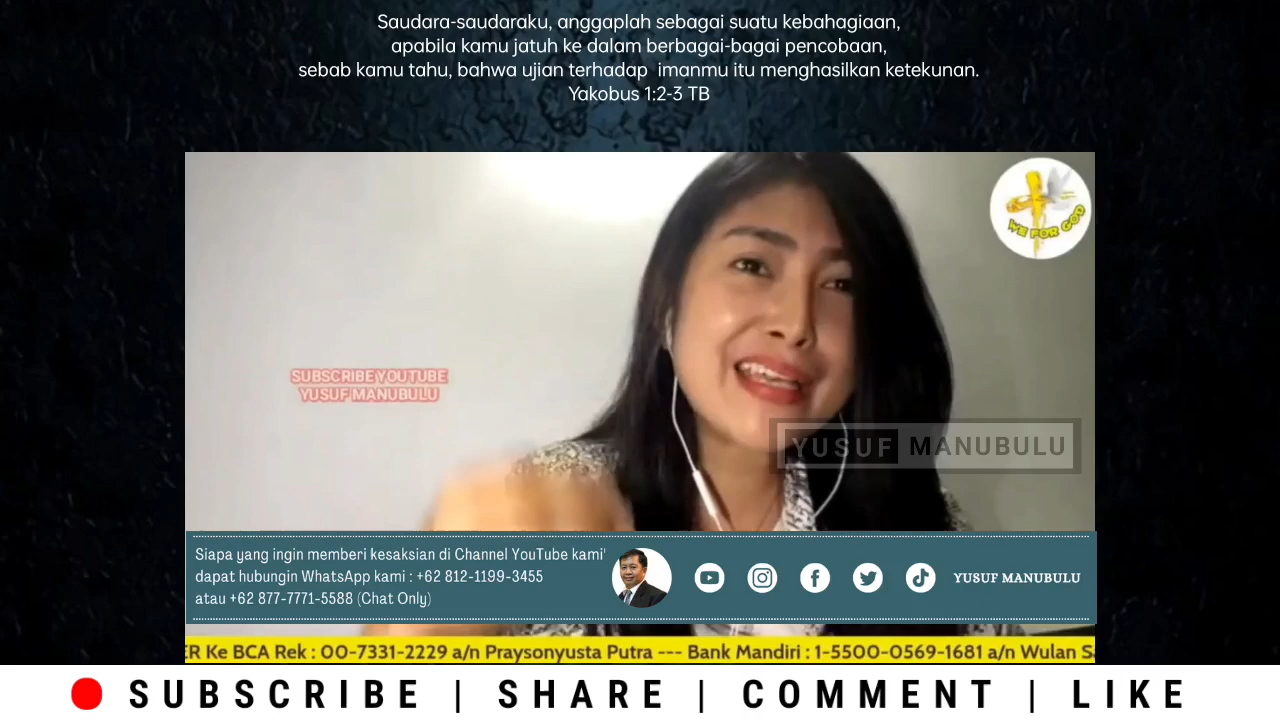 Saudara-saudaraku, anggaplah sebagai suatu kebahagiaan,
apabila kamu jatuh ke dalam berbagai-bagai pencobaan,
sebab kamu tahu, bahwa ujian terhadap imanmu itu menghasilkan ketekunan.
Yakobus 1:2-3 TB
WE FOR GOD
SUBSCRIBE YOUTUBE
YUSUF MANUBULU
YUSUF MANUBULU
Siapa yang ingin memberi kesaksian di Channel YouTube kami'
dapat hubungin WhatsApp kami : +62 812-1199-3455
atau +62 877-7771-5588 (Chat Only)
YUSUF MANUBULU
ER Ke BCA Rek : 00-7331-2229 a/n Praysonyusta Putra --- Bank Mandiri : 1-5500-0569-1681 a/n Wulan Sa
SUBSCRIBE | SHARE | COMMENT | LIKE